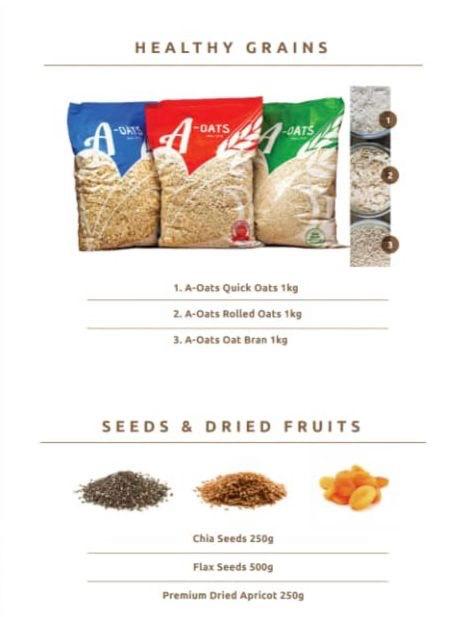 HEALTHY GRAINS
A-OATS
A-OATS
A-OATS
1
2
3
1. A-Oats Quick Oats 1kg
2. A-Oats Rolled Oats 1kg
3. A-Oats Oat Bran 1kg
SEEDS & DRIED FRUITS
Chia Seeds 250g
Flax Seeds 500g
Premium Dried Apricot 250g